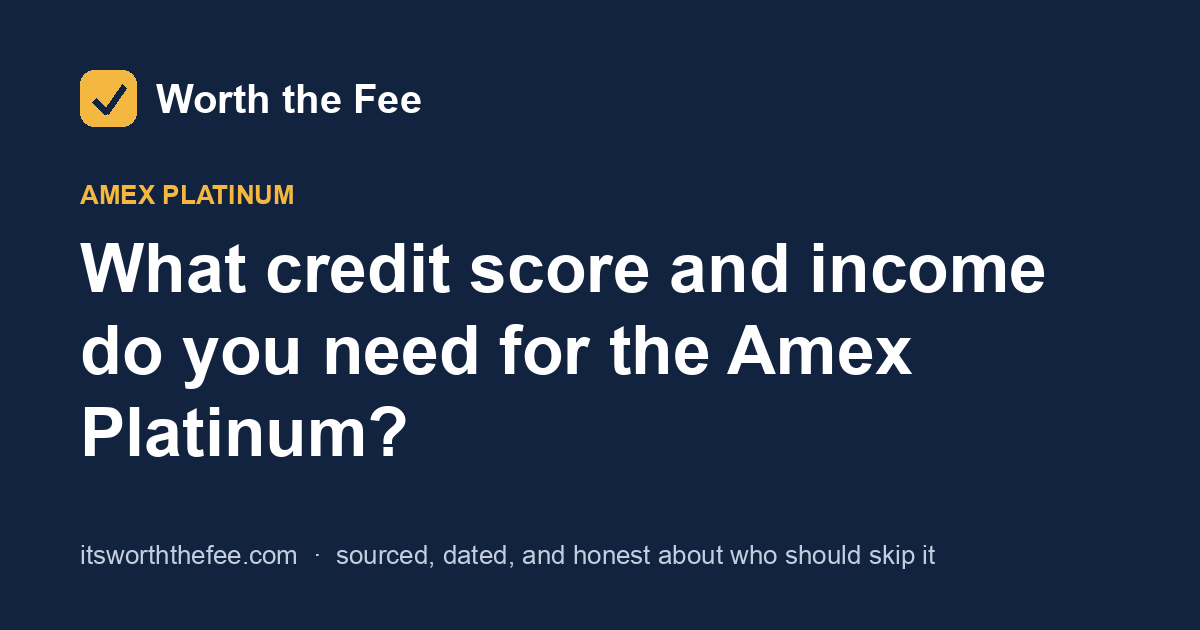 Worth the Fee
AMEX PLATINUM
What credit score and income
do you need for the Amex
Platinum?
itsworththefee.com · sourced, dated, and honest about who should skip it